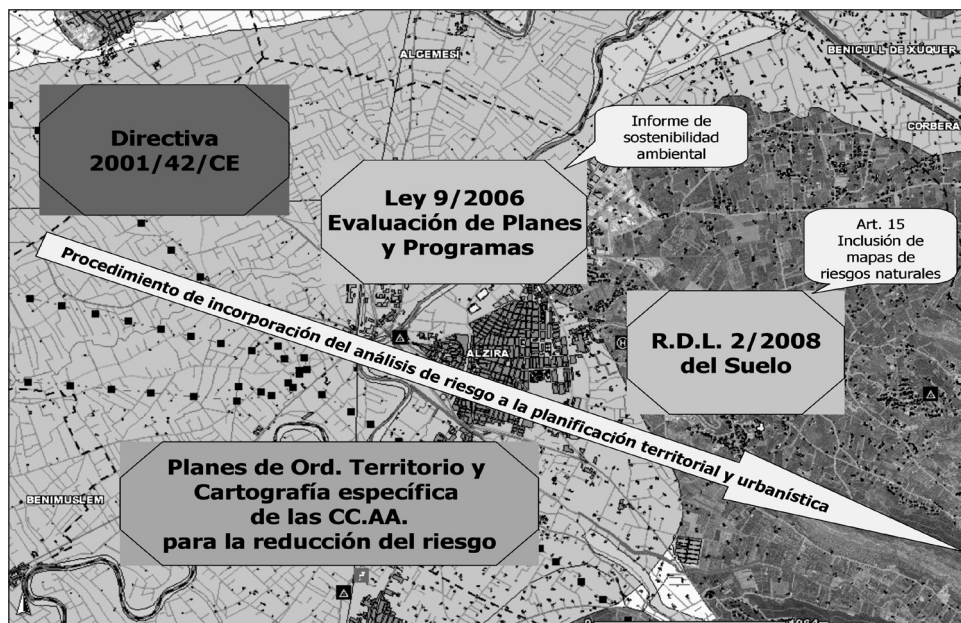 ALGEMESÍ
BENICULL DE XÚQUER
CORBERA
Directiva
2001/42/CE
Informe de
sostenibilidad
ambiental
Ley 9/2006
Evaluación de Planes
y Programas
Art. 15
Inclusión de
mapas de
riesgos naturales
Procedimiento de incorporación del análisis de riesgo a la planificación territorial y urbanística
R.D.L. 2/2008
del Suelo
ALZIRA
Planes de Ord. Territorio y
Cartografía específica
de las CC.AA.
para la reducción del riesgo
BENIMUSLEM